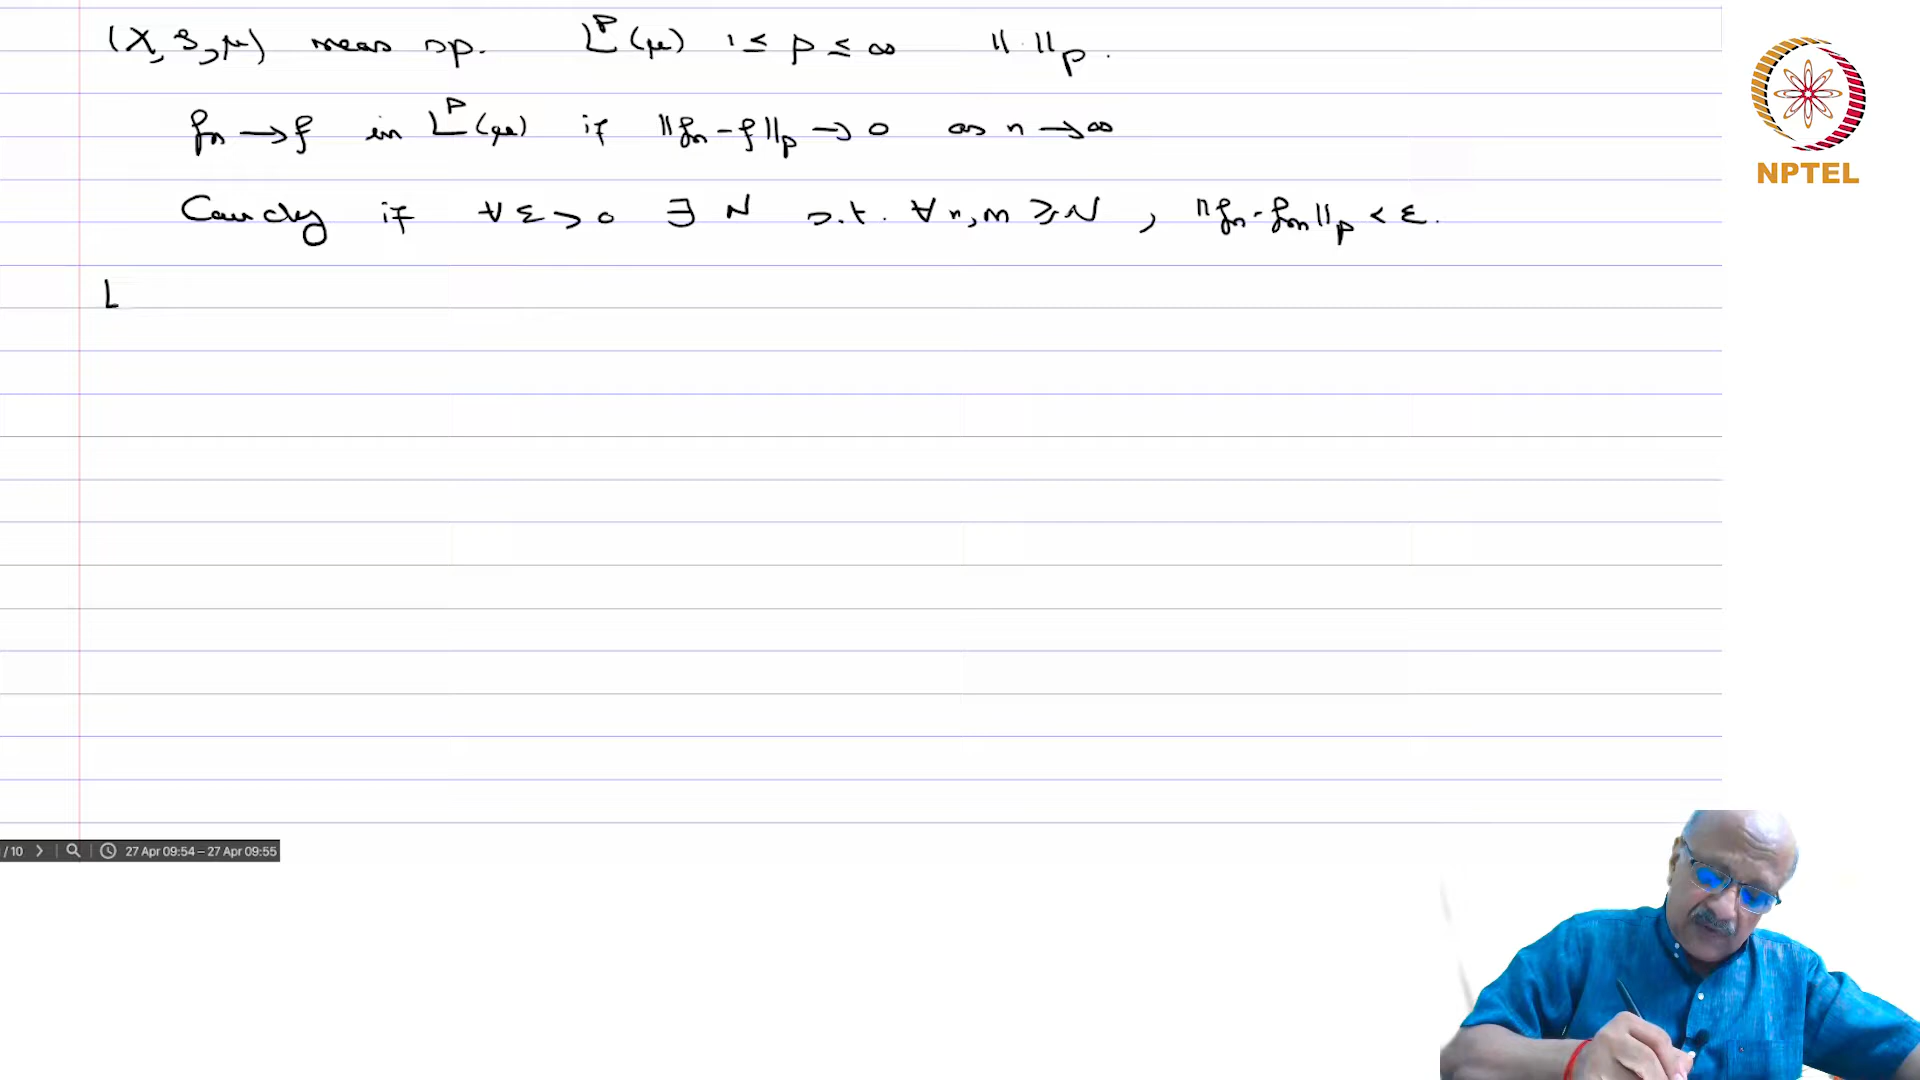 (X, S, μ) meas sp. L^p(μ) 1 ≤ p ≤ ∞ ‖·‖_p.
f_n → f in L^p(μ) if ‖f_n - f‖_p → 0 as n → ∞
Cauchy if ∀ ε > 0 ∃ N s.t. ∀ n, m ≥ N, ‖f_n - f_m‖_p < ε.
L
NPTEL
/ 10 > 27 Apr 09:54 – 27 Apr 09:55